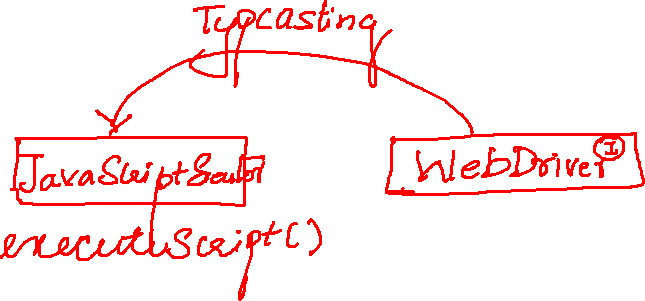 Typcasting
JavaScriptExecutor
WebDriver I
executeScript()